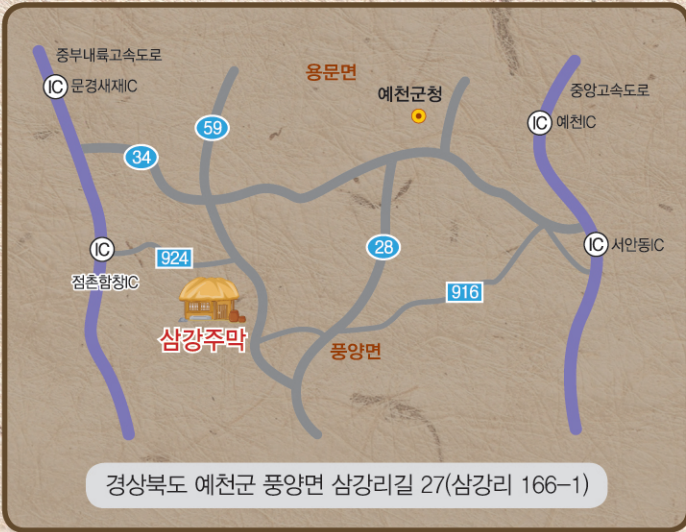 중부내륙고속도로
IC 문경새재IC
용문면
예천군청
중앙고속도로
IC 예천IC
59
34
IC
점촌함창IC
924
28
IC 서안동IC
916
삼강주막
풍양면
경상북도 예천군 풍양면 삼강리길 27(삼강리 166-1)